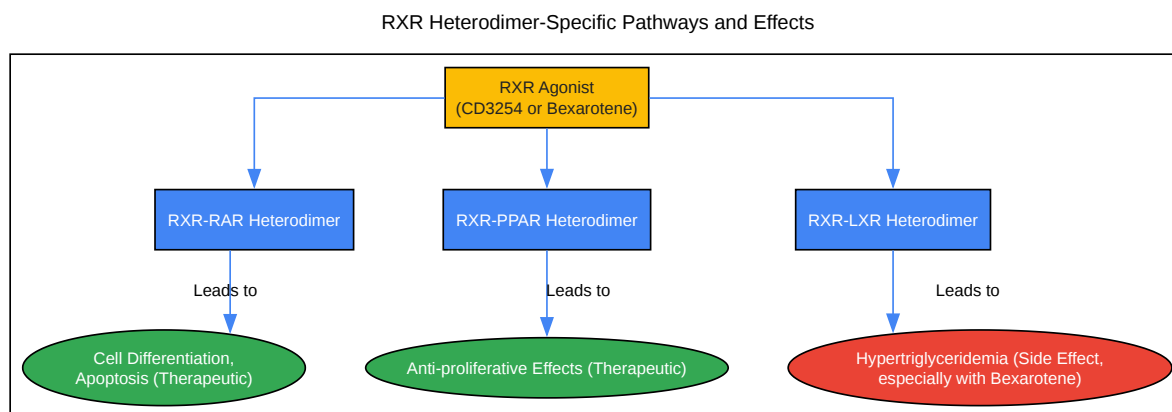 RXR Heterodimer-Specific Pathways and Effects
RXR Agonist
(CD3254 or Bexarotene)
RXR-RAR Heterodimer
RXR-PPAR Heterodimer
RXR-LXR Heterodimer
Leads to
Leads to
Leads to
Cell Differentiation,
Apoptosis (Therapeutic)
Anti-proliferative Effects (Therapeutic)
Hypertriglyceridemia (Side Effect,
especially with Bexarotene)